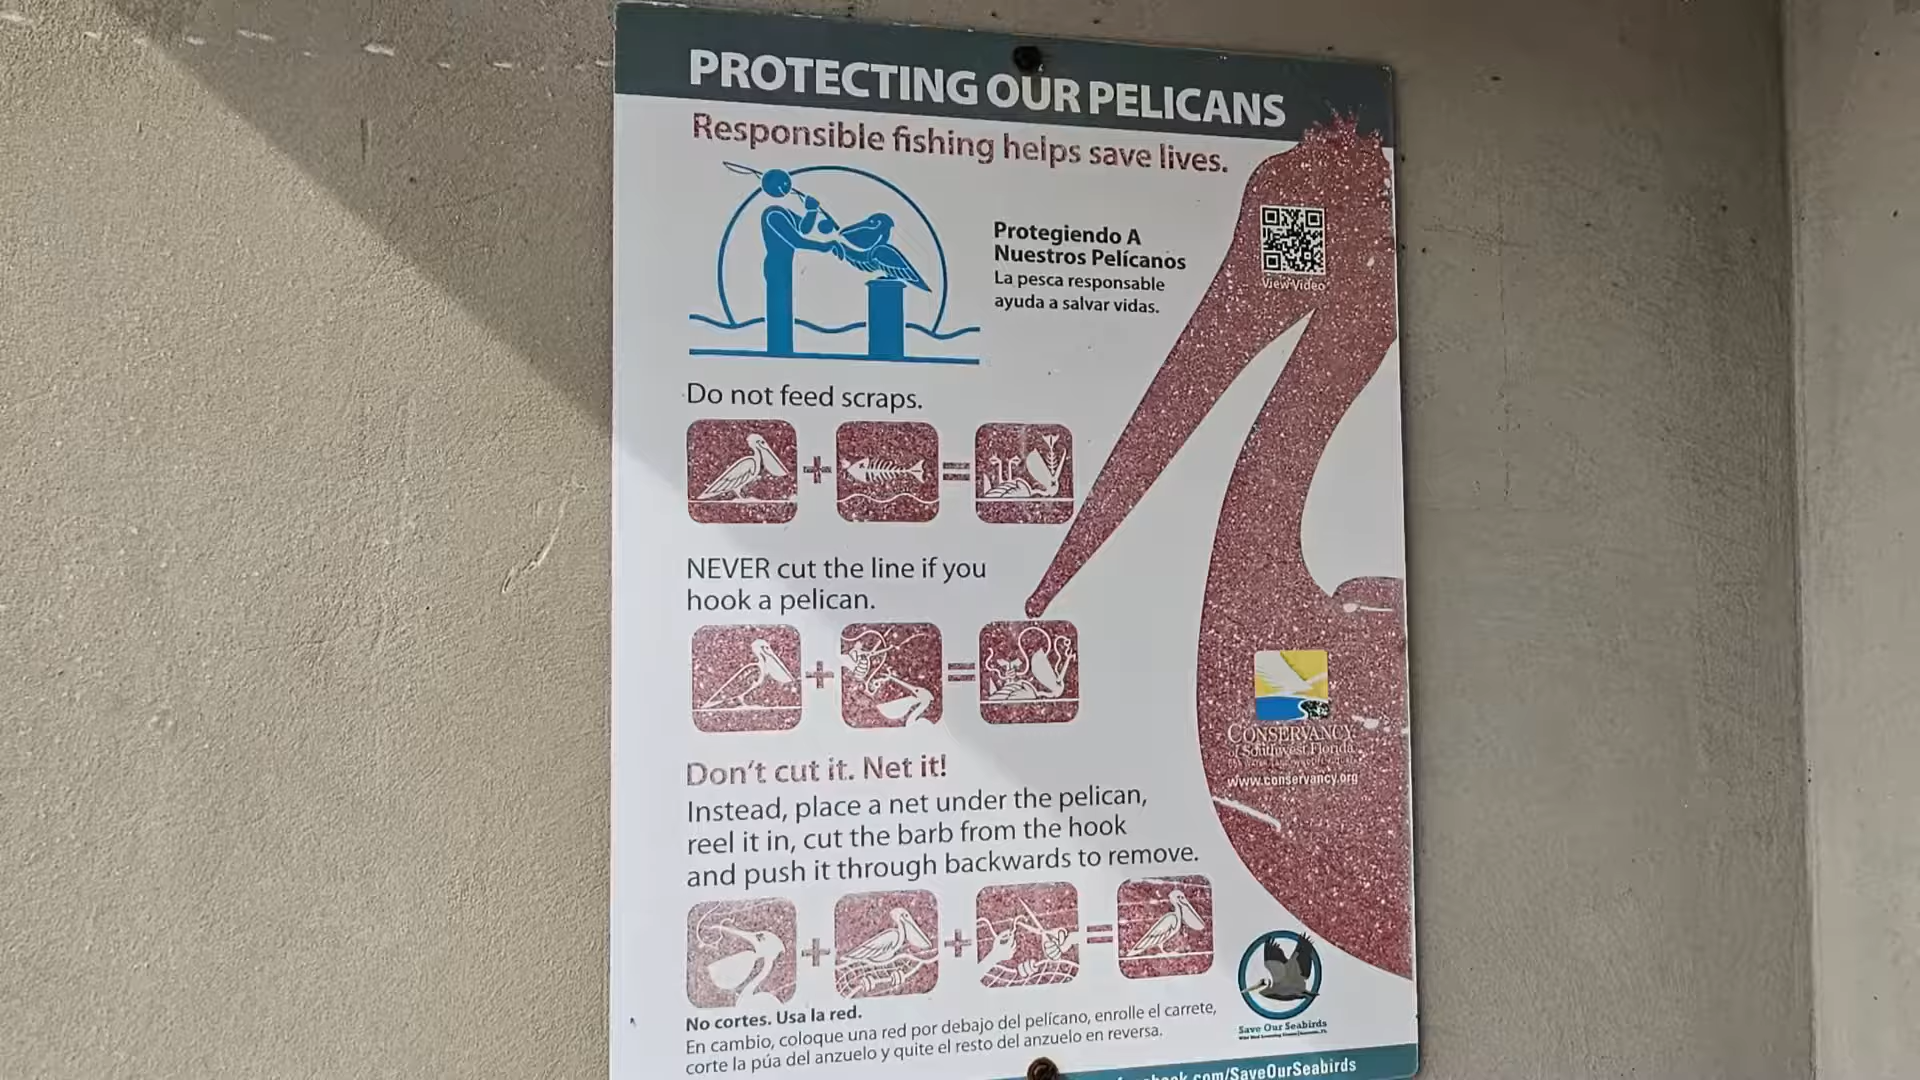 PROTECTING OUR PELICANS
Responsible fishing helps save lives.
Protegiendo A
Nuestros Pelícanos
La pesca responsable
ayuda a salvar vidas.
View Video
Do not feed scraps.
NEVER cut the line if you
hook a pelican.
Don't cut it. Net it!
Instead, place a net under the pelican,
reel it in, cut the barb from the hook
and push it through backwards to remove.
CONSERVANCY
of Southwest Florida
www.conservancy.org
No cortes. Usa la red.
En cambio, coloque una red por debajo del pelícano, enrolle el carrete,
corte la púa del anzuelo y quite el resto del anzuelo en reversa.
Save Our Seabirds
.com/SaveOurSeabirds